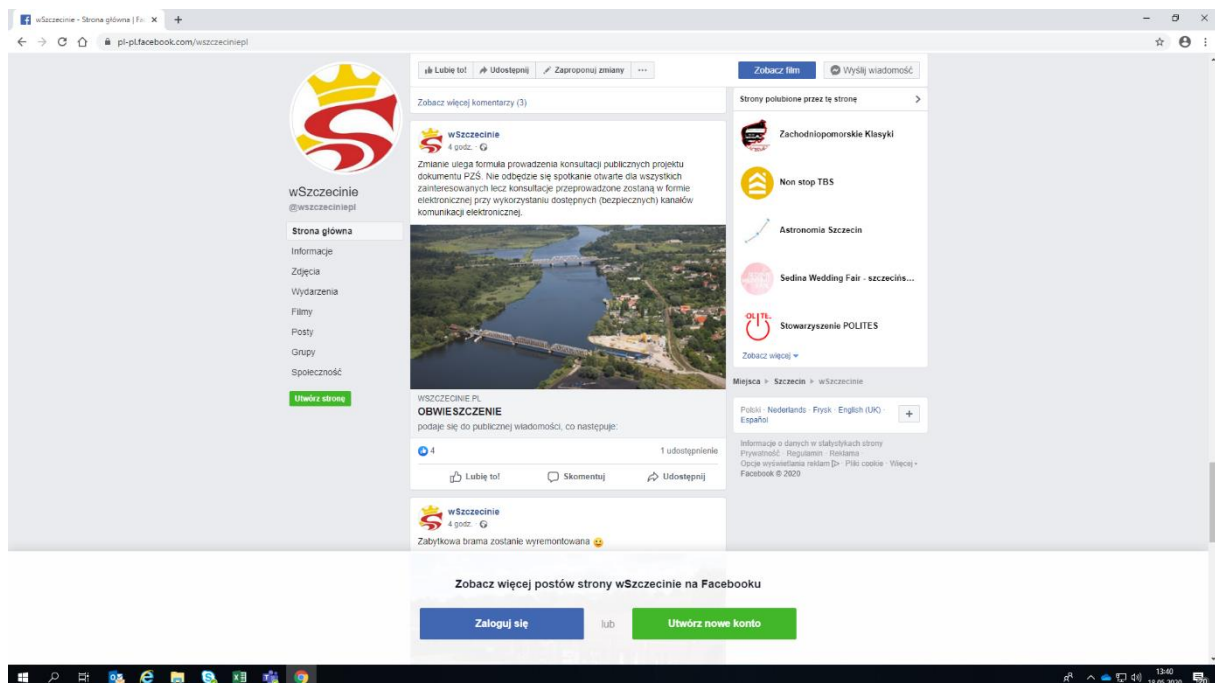 wSzczecinie - Strona główna | Fa
pl-pl.facebook.com/wszczeciniepl
Lubię to!
Udostępnij
Zaproponuj zmiany
Zobacz film
Wyślij wiadomość
wSzczecinie
@wszczeciniepl
Strona główna
Informacje
Zdjęcia
Wydarzenia
Filmy
Posty
Grupy
Społeczność
Utwórz stronę
Zobacz więcej komentarzy (3)
wSzczecinie
4 godz.
Zmianie ulega formuła prowadzenia konsultacji publicznych projektu
dokumentu PZŚ. Nie odbędzie się spotkanie otwarte dla wszystkich
zainteresowanych lecz konsultacje przeprowadzone zostaną w formie
elektronicznej przy wykorzystaniu dostępnych (bezpiecznych) kanałów
komunikacji elektronicznej.
WSZCZECINIE.PL
OBWIESZCZENIE
podaje się do publicznej wiadomości, co następuje:
4
1 udostępnienie
Lubię to!
Skomentuj
Udostępnij
wSzczecinie
4 godz.
Zabytkowa brama zostanie wyremontowana
Strony polubione przez tę stronę
Zachodniopomorskie Klasyki
Non stop TBS
Astronomia Szczecin
Sedina Wedding Fair - szczecińs...
Stowarzyszenie POLITES
Zobacz więcej
Miejsca
Szczecin
wSzczecinie
Polski · Nederlands · Frysk · English (UK) ·
Español
Informacje o danych w statystykach strony
Prywatność · Regulamin · Reklama
Opcje wyświetlania reklam · Pliki cookie · Więcej
Facebook © 2020
Zobacz więcej postów strony wSzczecinie na Facebooku
Zaloguj się
lub
Utwórz nowe konto
13:40
18.05.2020